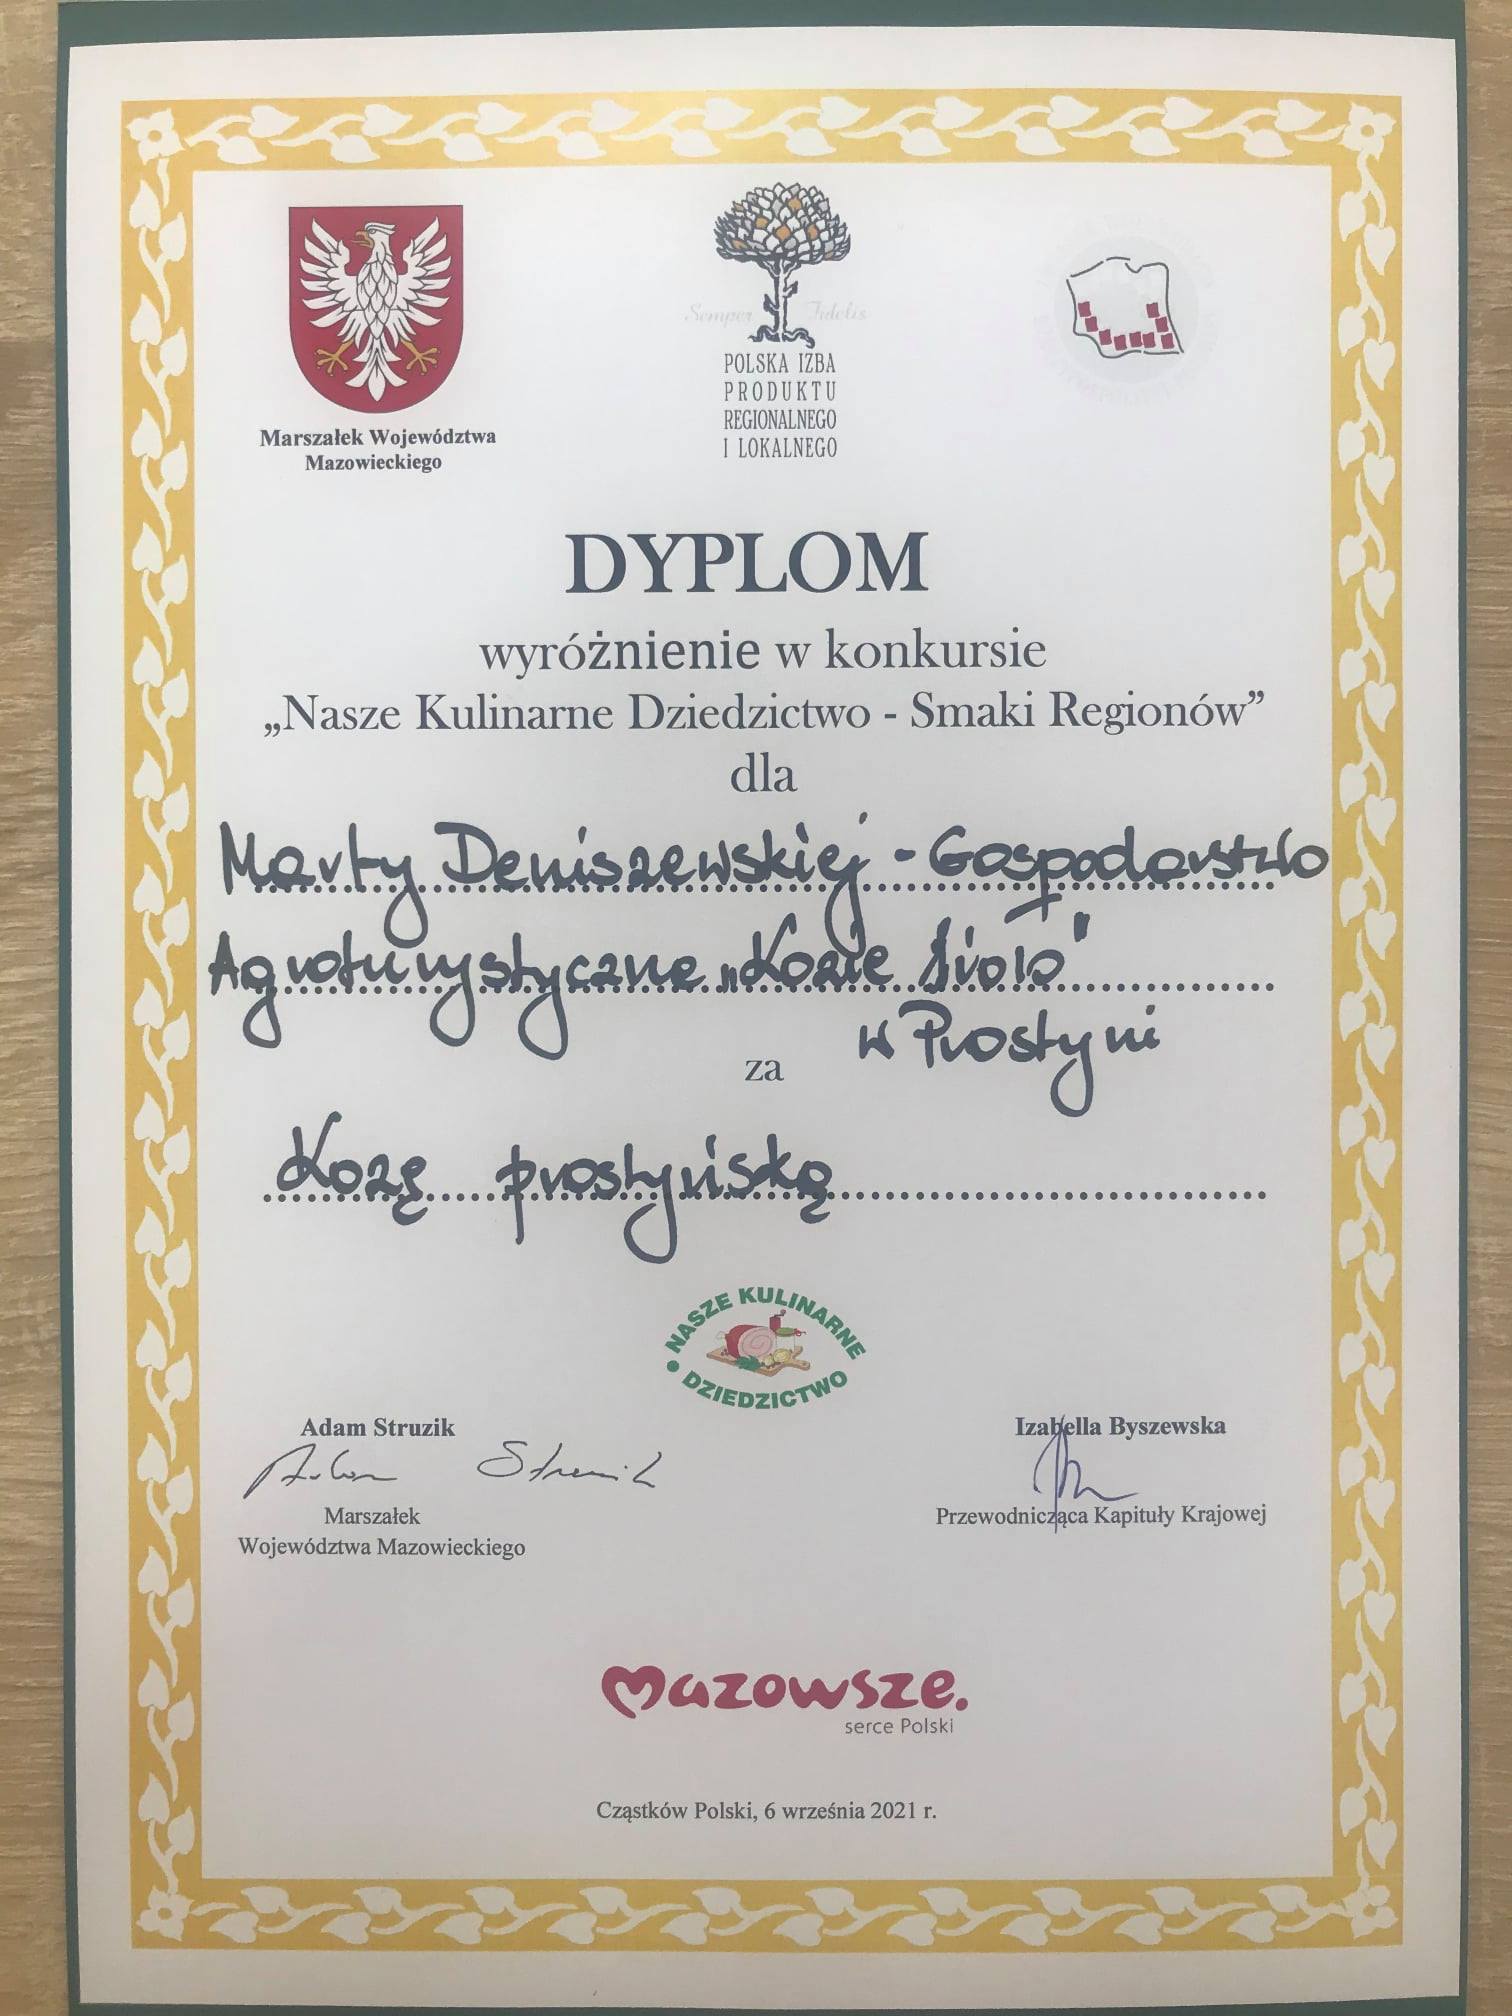 Semper Fidelis
POLSKA IZBA
PRODUKTU
REGIONALNEGO
I LOKALNEGO
Marszałek Województwa
Mazowieckiego
DYPLOM
wyróżnienie w konkursie
„Nasze Kulinarne Dziedzictwo - Smaki Regionów”
dla
Marty Deniszewskiej - Gospodarstwo
Agroturystyczne „Kozie
w Prostyni
za
Kozę prostyńską
NASZE KULINARNE
DZIEDZICTWO
Adam Struzik
Adam Struzik
Marszałek
Województwa Mazowieckiego
Izabella Byszewska
Przewodnicząca Kapituły Krajowej
Mazowsze.
serce Polski
Cząstków Polski, 6 września 2021 r.